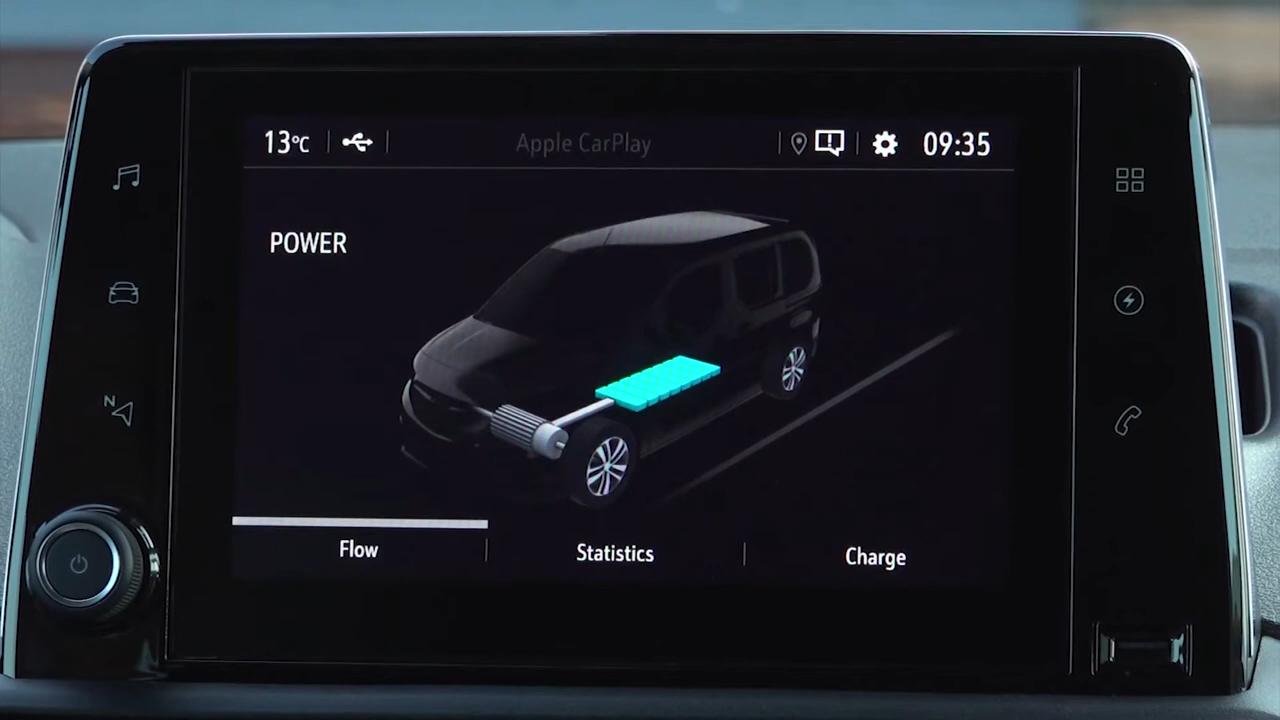 13°C
Apple CarPlay
09:35
POWER
N
Flow
Statistics
Charge